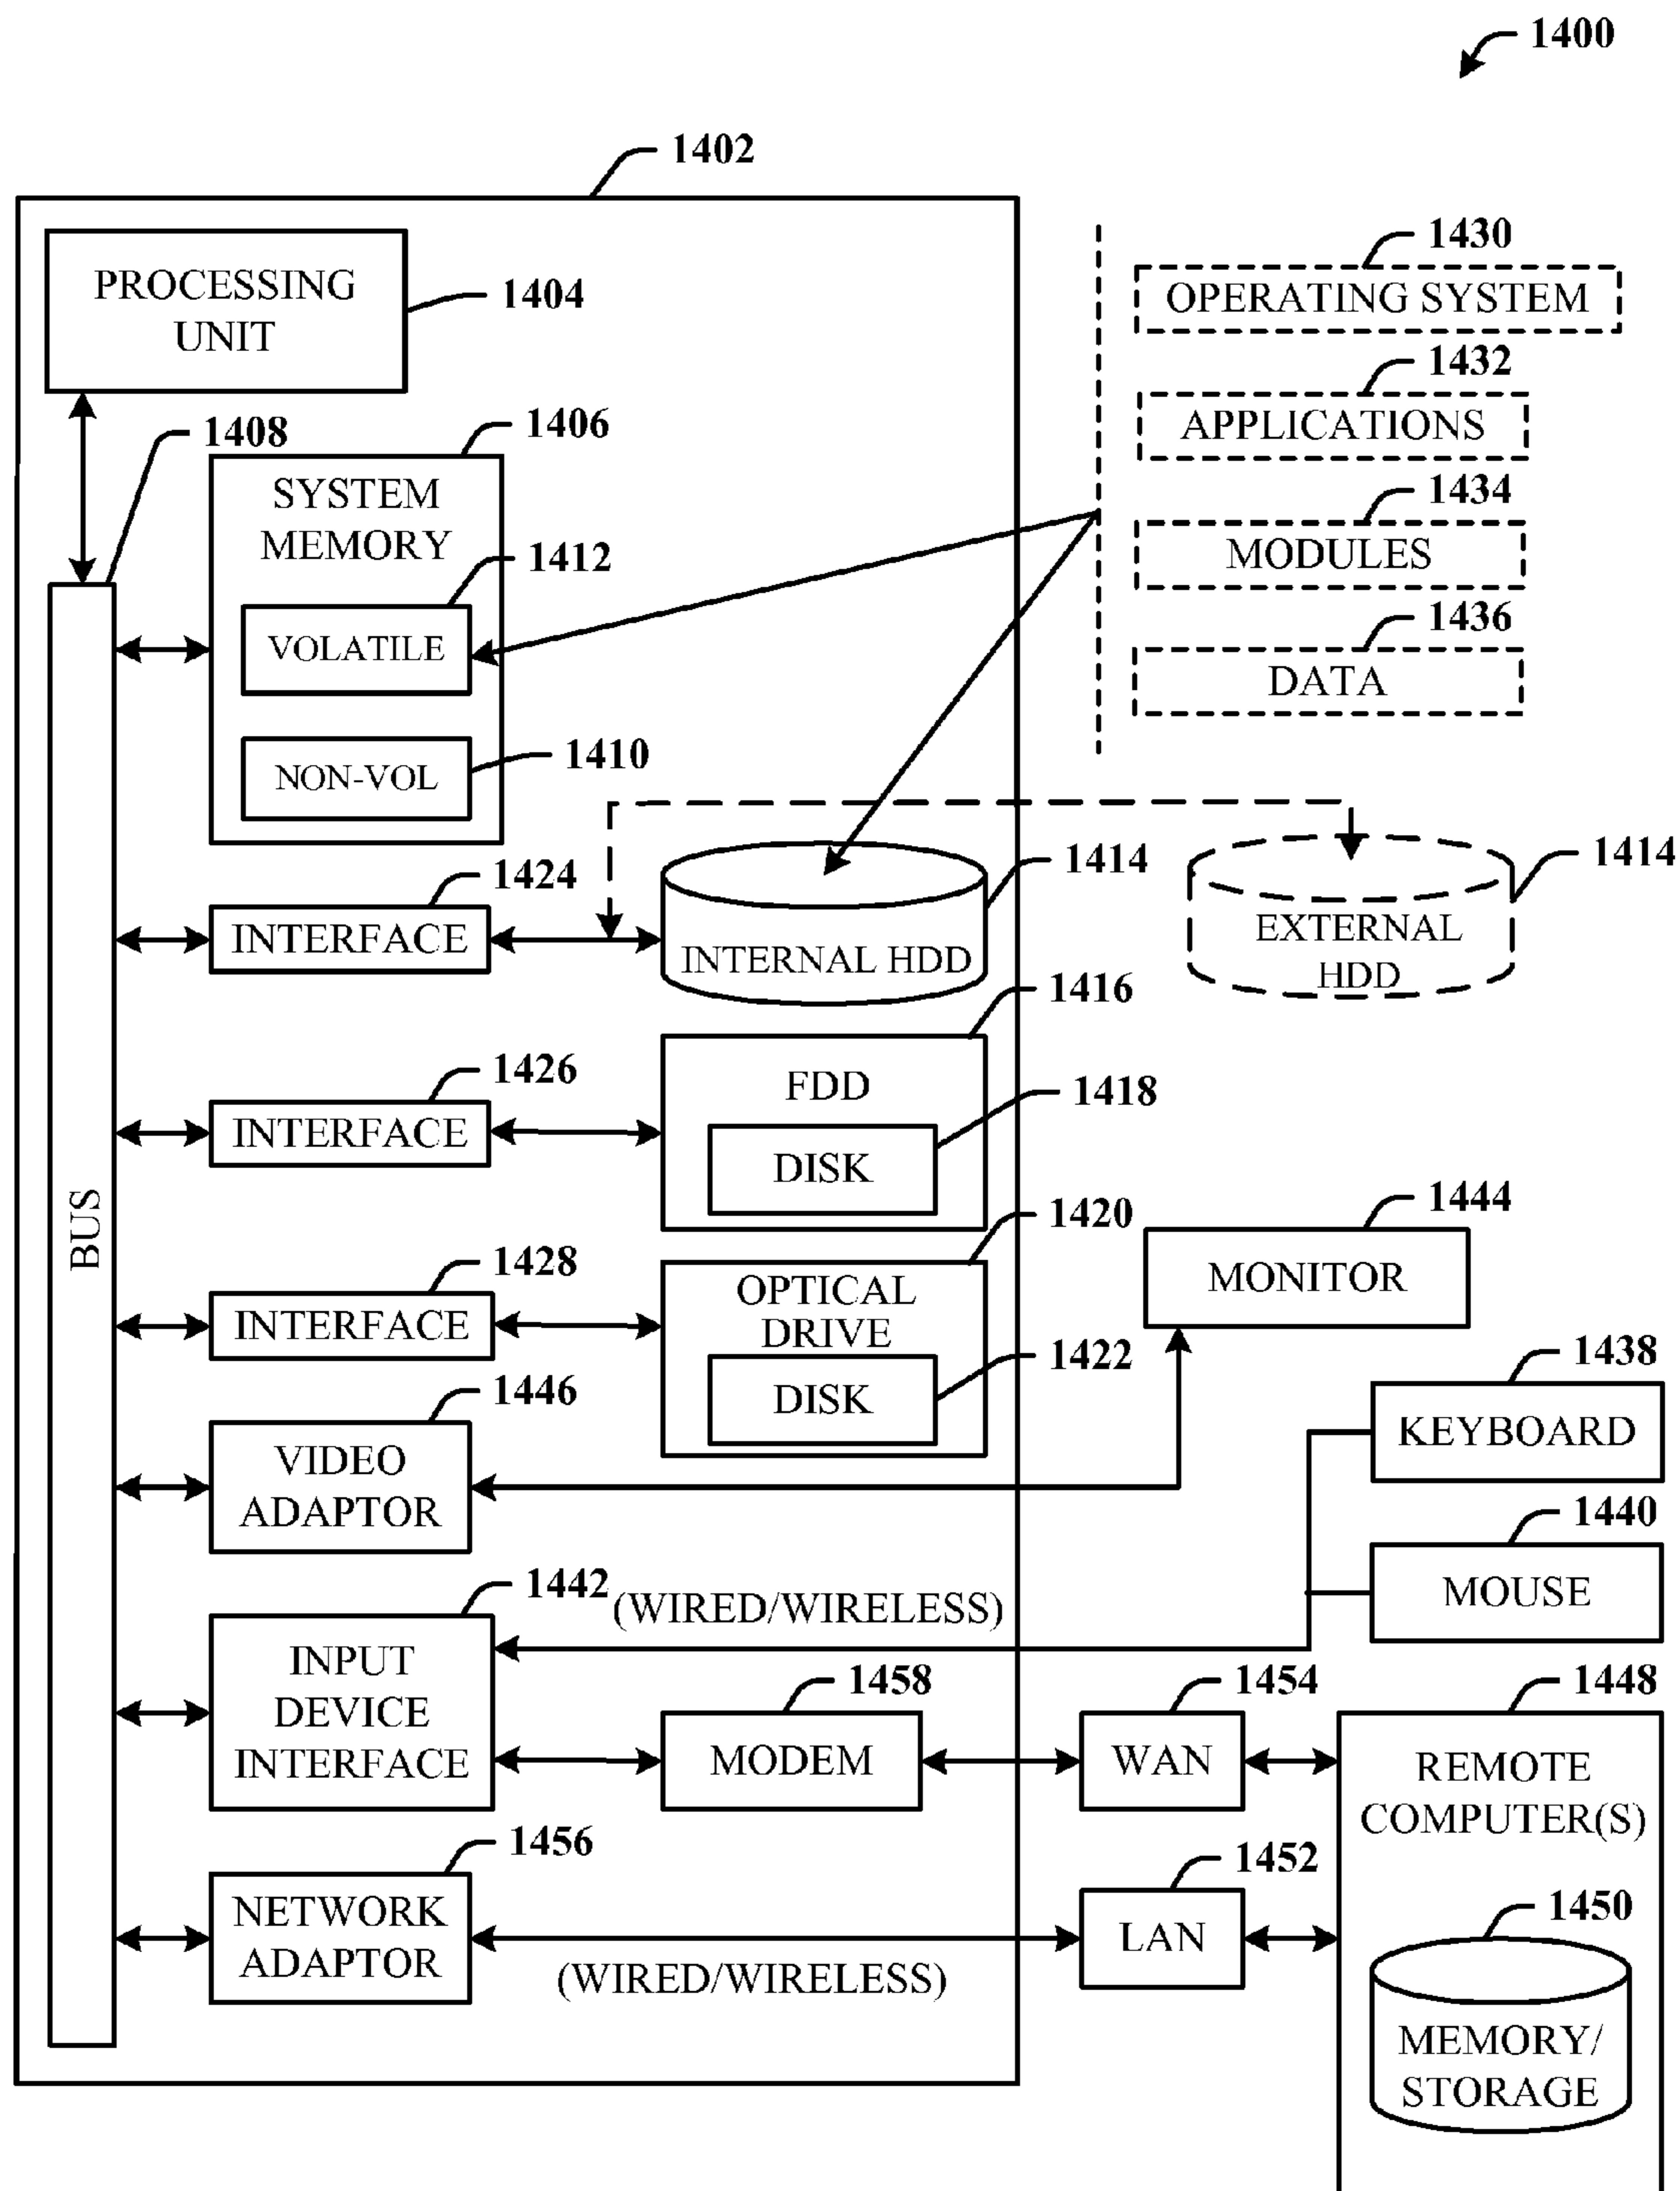 1400
1402
PROCESSING
UNIT
1404
1430
OPERATING SYSTEM
1432
APPLICATIONS
1434
MODULES
1436
DATA
1408
1406
SYSTEM
MEMORY
1412
VOLATILE
1410
NON-VOL
1424
INTERFACE
1414
INTERNAL HDD
1414
EXTERNAL
HDD
1416
FDD
1426
INTERFACE
1418
DISK
BUS
1420
OPTICAL
DRIVE
1428
INTERFACE
1422
DISK
1444
MONITOR
1446
VIDEO
ADAPTOR
1438
KEYBOARD
1440
MOUSE
1442
(WIRED/WIRELESS)
INPUT
DEVICE
INTERFACE
1458
MODEM
1454
WAN
1448
REMOTE
COMPUTER(S)
1456
NETWORK
ADAPTOR
(WIRED/WIRELESS)
1452
LAN
1450
MEMORY/
STORAGE